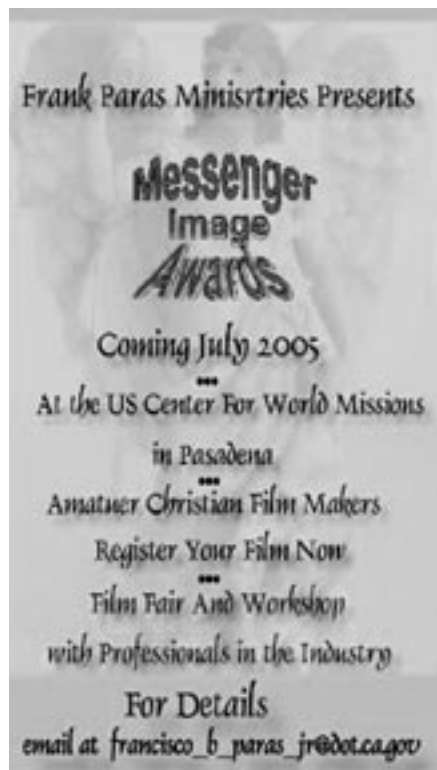 Frank Paras Minisrtries Presents
Messenger
Image
Awards
Coming July 2005
...
At the US Center For World Missions
in Pasadena
...
Amatuer Christian Film Makers
Register Your Film Now
...
Film Fair And Workshop
with Professionals in the Industry
For Details
email at francisco_b_paras_jr@dot.ca.gov